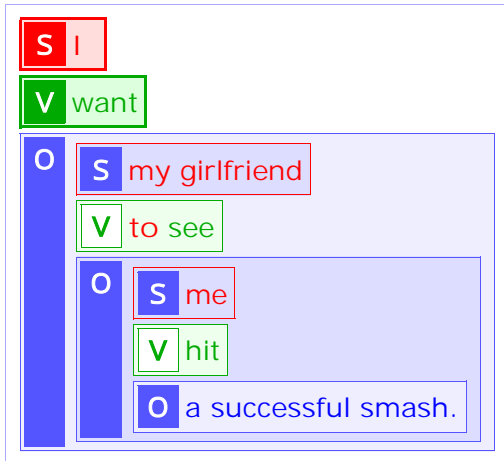 S I
V want
O S my girlfriend
V to see
O S me
V hit
O a successful smash.